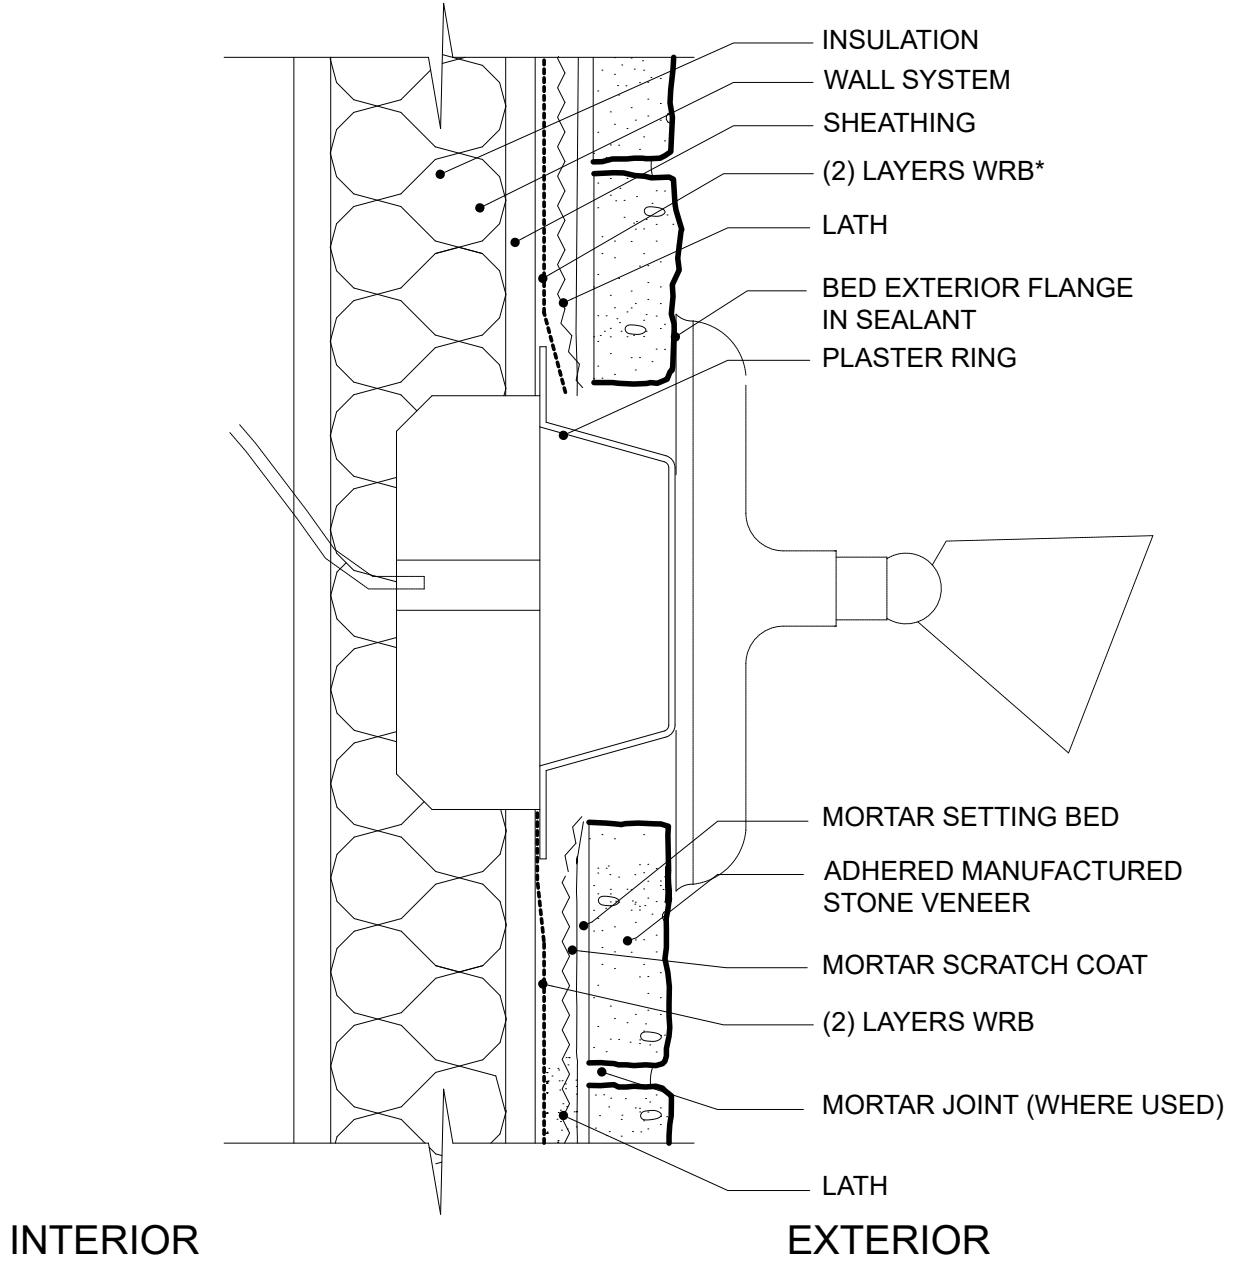 INSULATION
WALL SYSTEM
SHEATHING
(2) LAYERS WRB*
LATH
BED EXTERIOR FLANGE
IN SEALANT
PLASTER RING
MORTAR SETTING BED
ADHERED MANUFACTURED
STONE VENEER
MORTAR SCRATCH COAT
(2) LAYERS WRB
MORTAR JOINT (WHERE USED)
LATH
INTERIOR
EXTERIOR